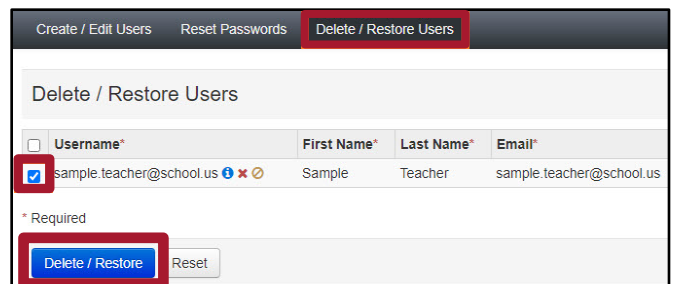 Create / Edit Users Reset Passwords Delete / Restore Users
Delete / Restore Users
Username* First Name* Last Name* Email*
sample.teacher@school.us Sample Teacher sample.teacher@school.us
* Required
Delete / Restore Reset